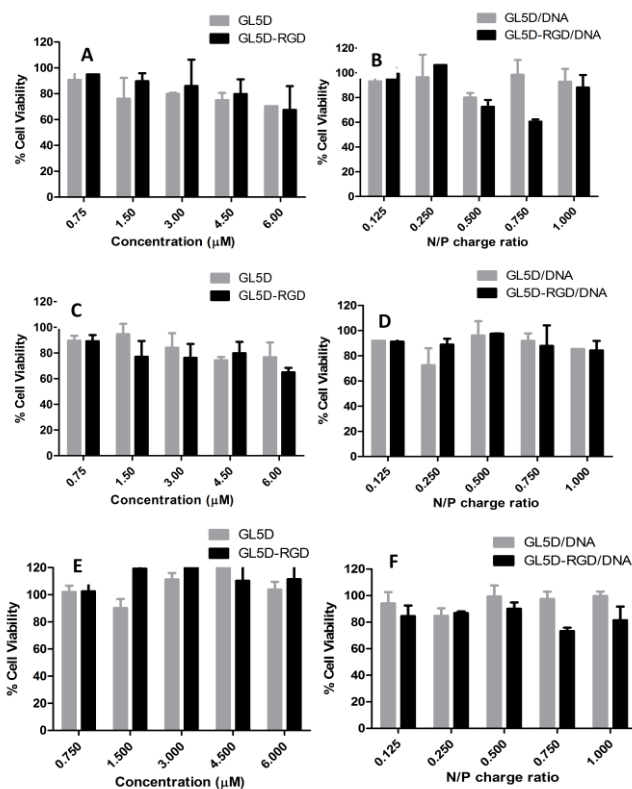 A
GL5D
GL5D-RGD
120
100
80
60
40
20
0
% Cell Viability
0.75
1.50
3.00
4.50
6.00
Concentration (μM)
B
GL5D/DNA
GL5D-RGD/DNA
120
100
80
60
40
20
0
% Cell Viability
0.125
0.250
0.500
0.750
1.000
N/P charge ratio
C
GL5D
GL5D-RGD
120
100
80
60
40
20
0
% Cell Viability
0.75
1.50
3.00
4.50
6.00
Concentration (μM)
D
GL5D/DNA
GL5D-RGD/DNA
120
100
80
60
40
20
0
% Cell Viability
0.125
0.250
0.500
0.750
1.000
N/P charge ratio
E
GL5D
GL5D-RGD
120
100
80
60
40
20
0
% Cell Viability
0.750
1.500
3.000
4.500
6.000
Concentration (μM)
F
GL5D/DNA
GL5D-RGD/DNA
120
100
80
60
40
20
0
% Cell Viability
0.125
0.250
0.500
0.750
1.000
N/P charge ratio